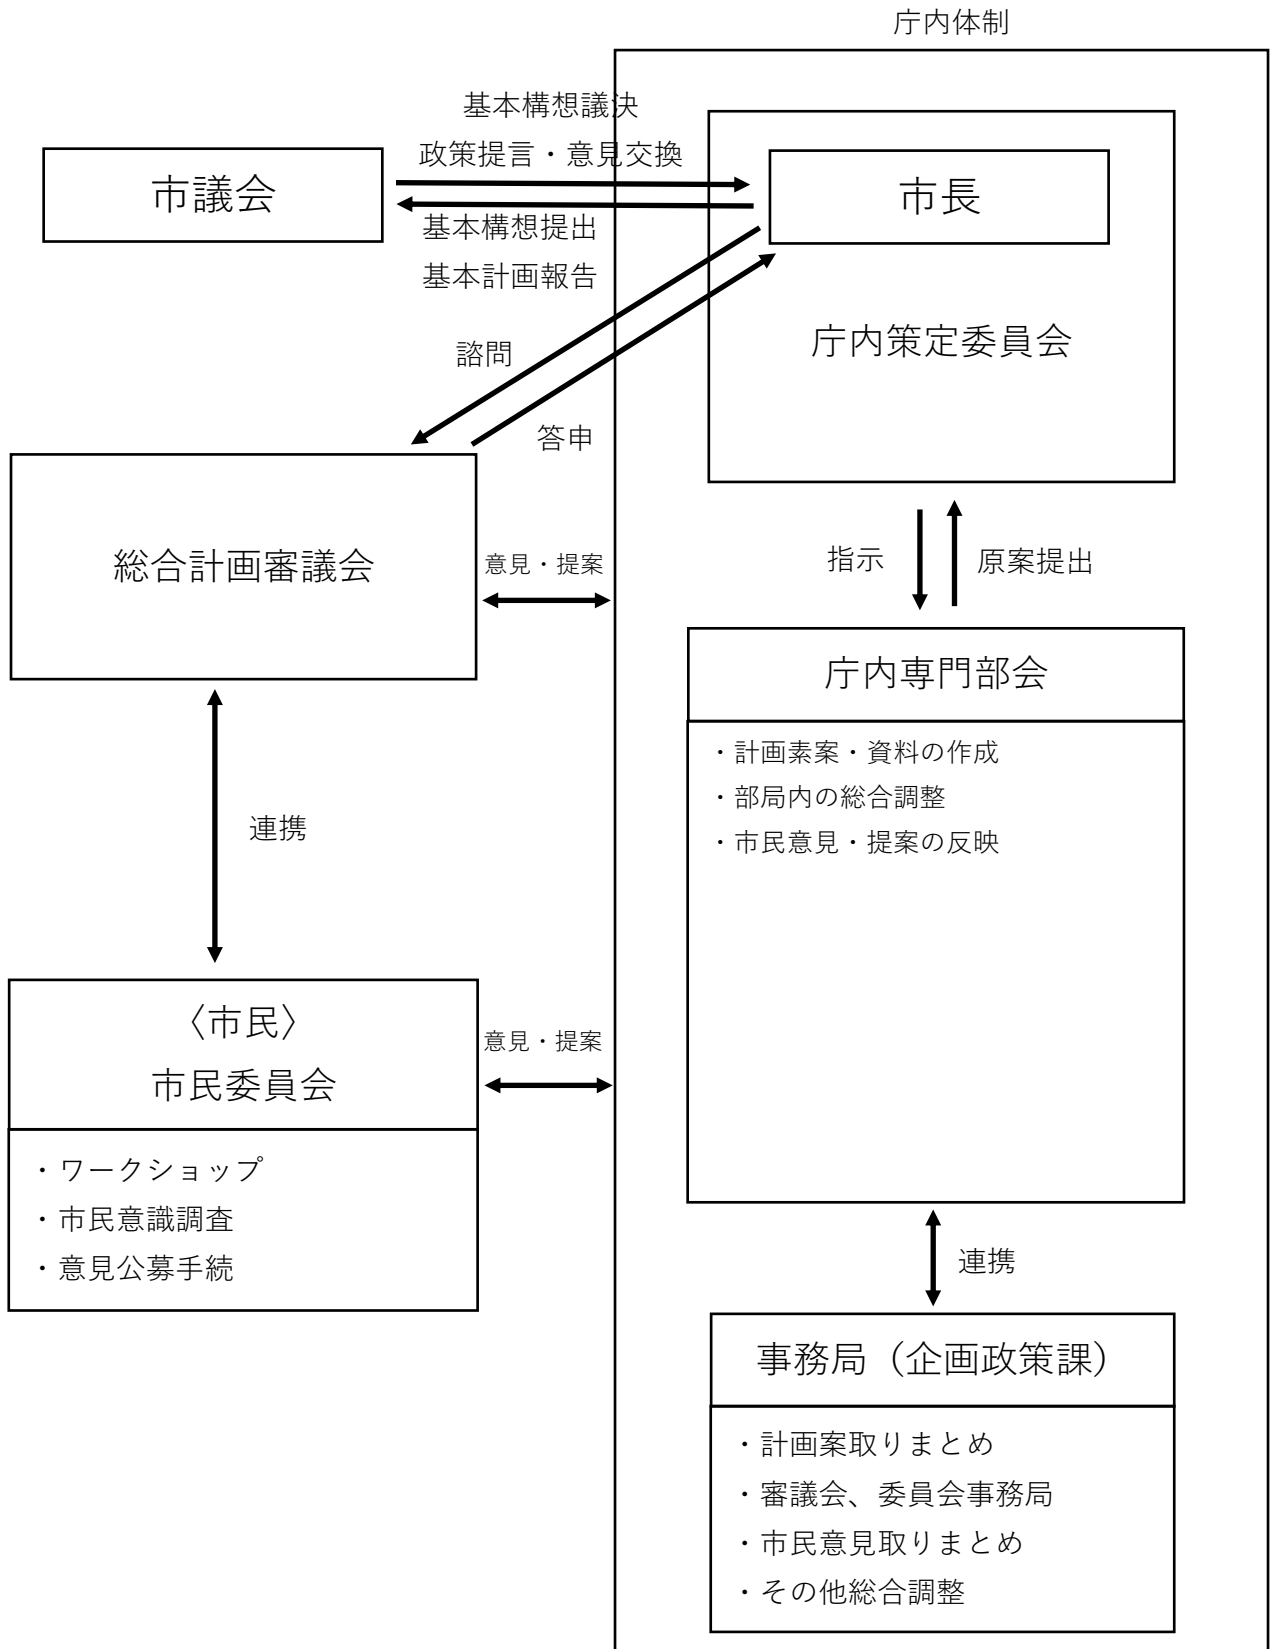 庁内体制
基本構想議決
政策提言・意見交換
市議会
市長
基本構想提出
基本計画報告
庁内策定委員会
諮問
答申
総合計画審議会
意見・提案
指示
原案提出
庁内専門部会
・計画素案・資料の作成
・部局内の総合調整
・市民意見・提案の反映
連携
〈市民〉
市民委員会
意見・提案
・ワークショップ
・市民意識調査
・意見公募手続
連携
事務局（企画政策課）
・計画案取りまとめ
・審議会、委員会事務局
・市民意見取りまとめ
・その他総合調整